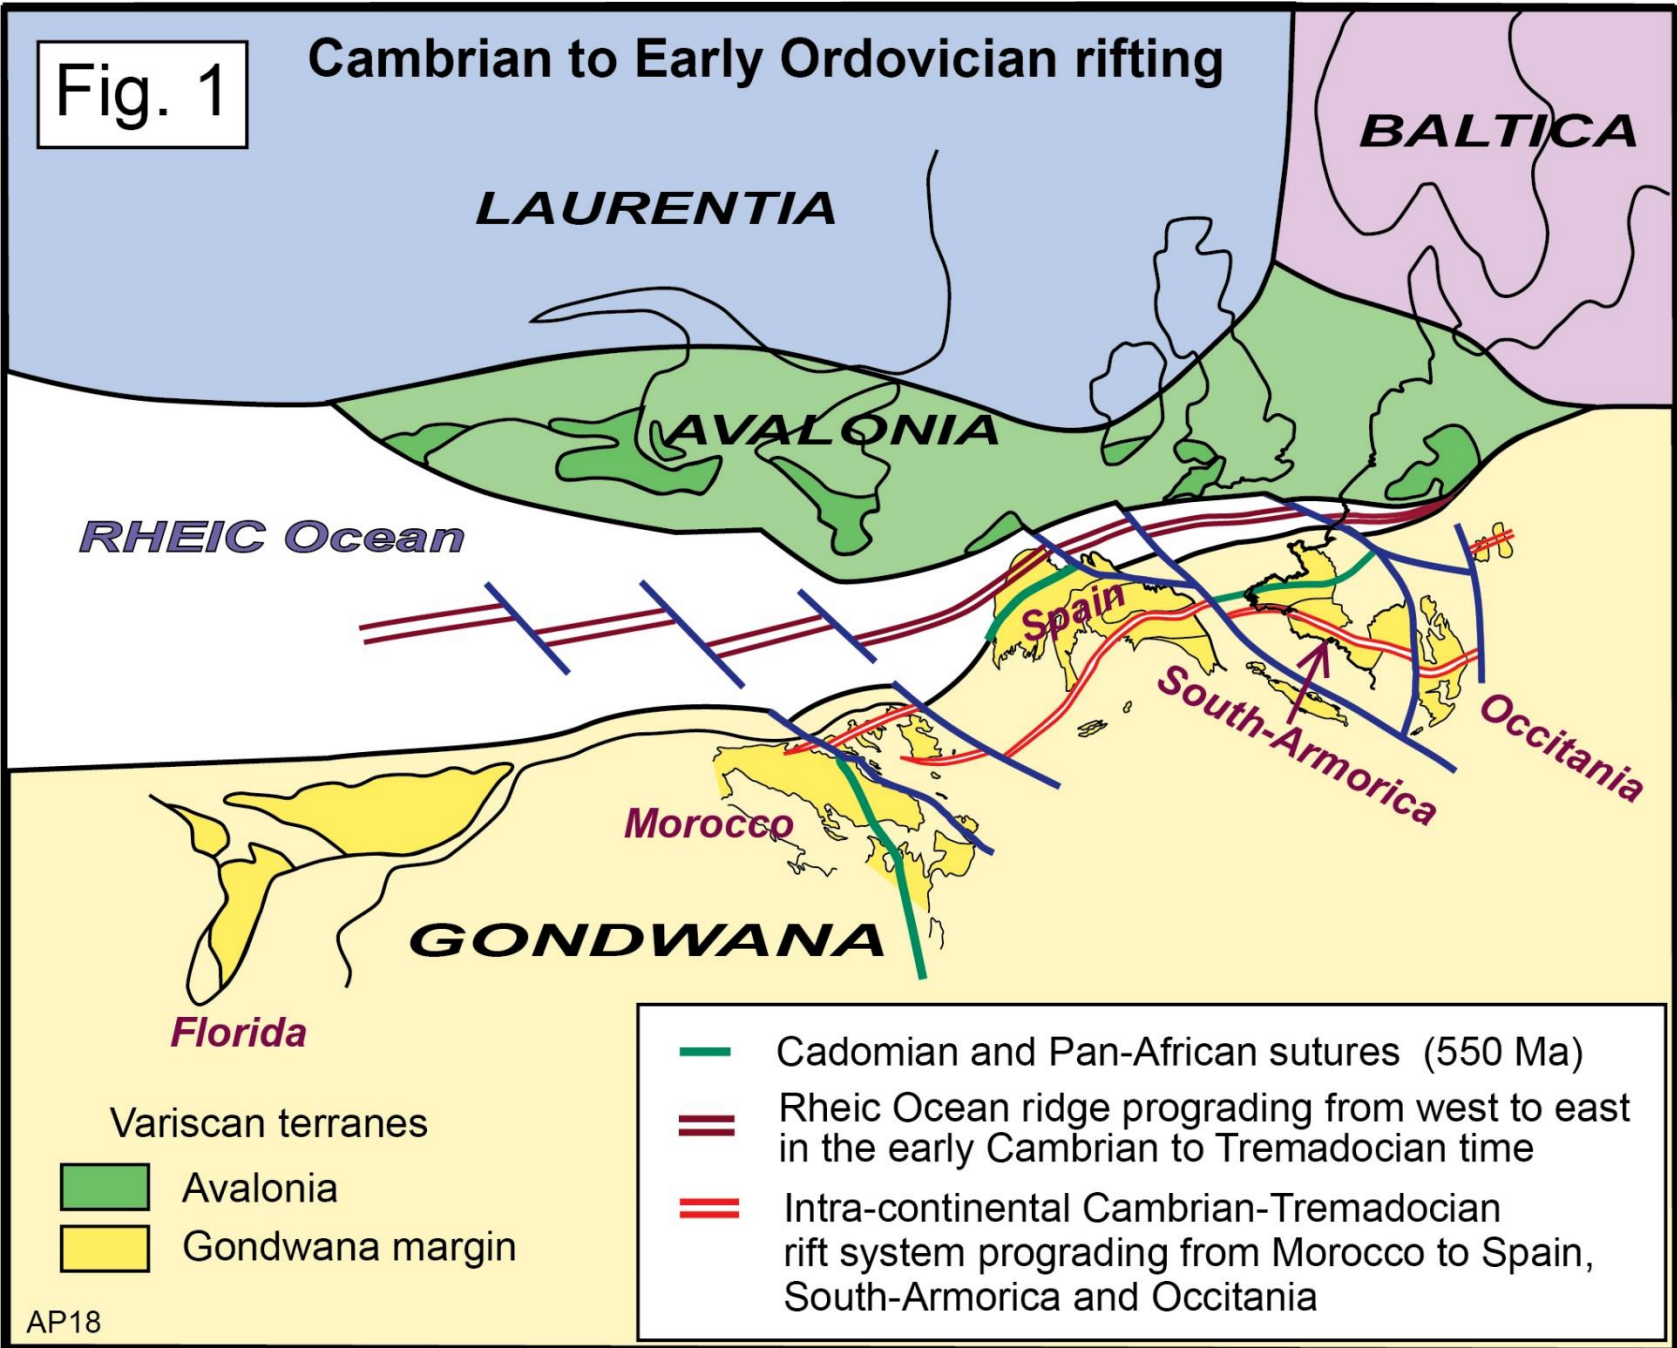 Fig. 1
Cambrian to Early Ordovician rifting
BALTICA
LAURENTIA
AVALONIA
RHEIC Ocean
Spain
South-Armorica
Occitania
Morocco
GONDWANA
Florida
Variscan terranes
Avalonia
Gondwana margin
AP18
Cadomian and Pan-African sutures (550 Ma)
Rheic Ocean ridge prograding from west to east
in the early Cambrian to Tremadocian time
Intra-continental Cambrian-Tremadocian
rift system prograding from Morocco to Spain,
South-Armorica and Occitania